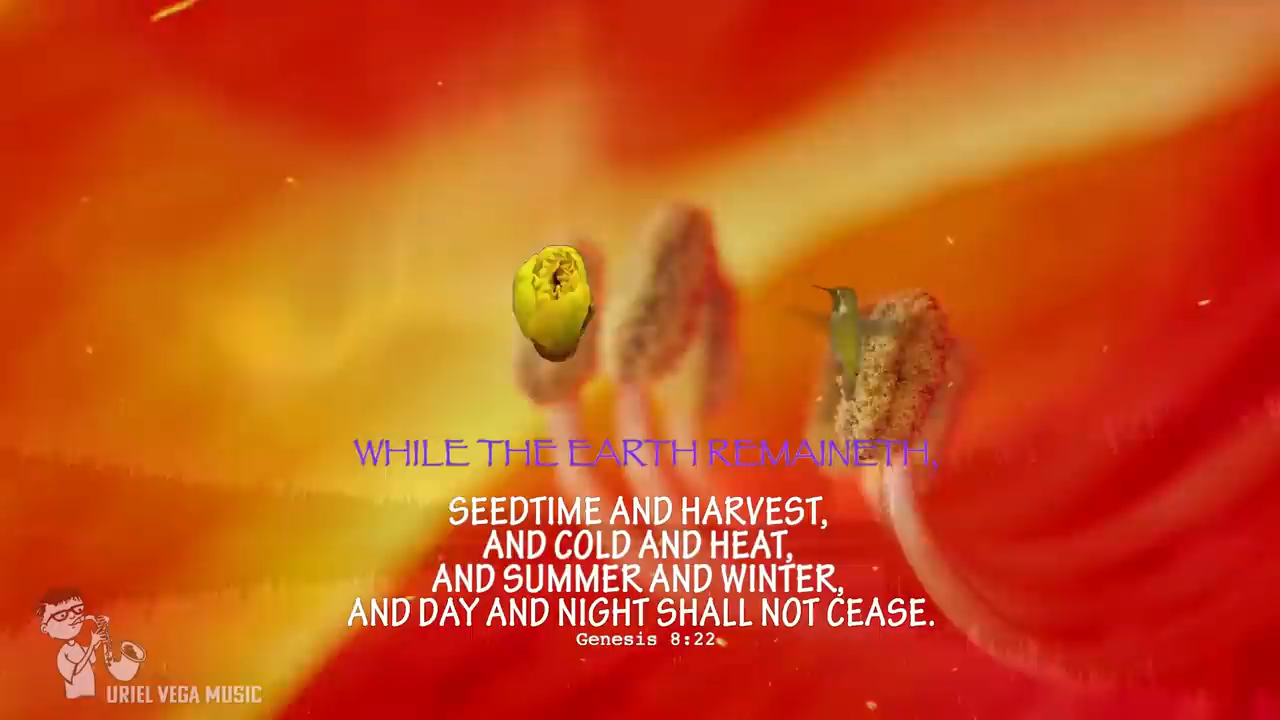 WHILE THE EARTH REMAINETH,
SEEDTIME AND HARVEST,
AND COLD AND HEAT,
AND SUMMER AND WINTER,
AND DAY AND NIGHT SHALL NOT CEASE.
Genesis 8:22
URIEL VEGA MUSIC